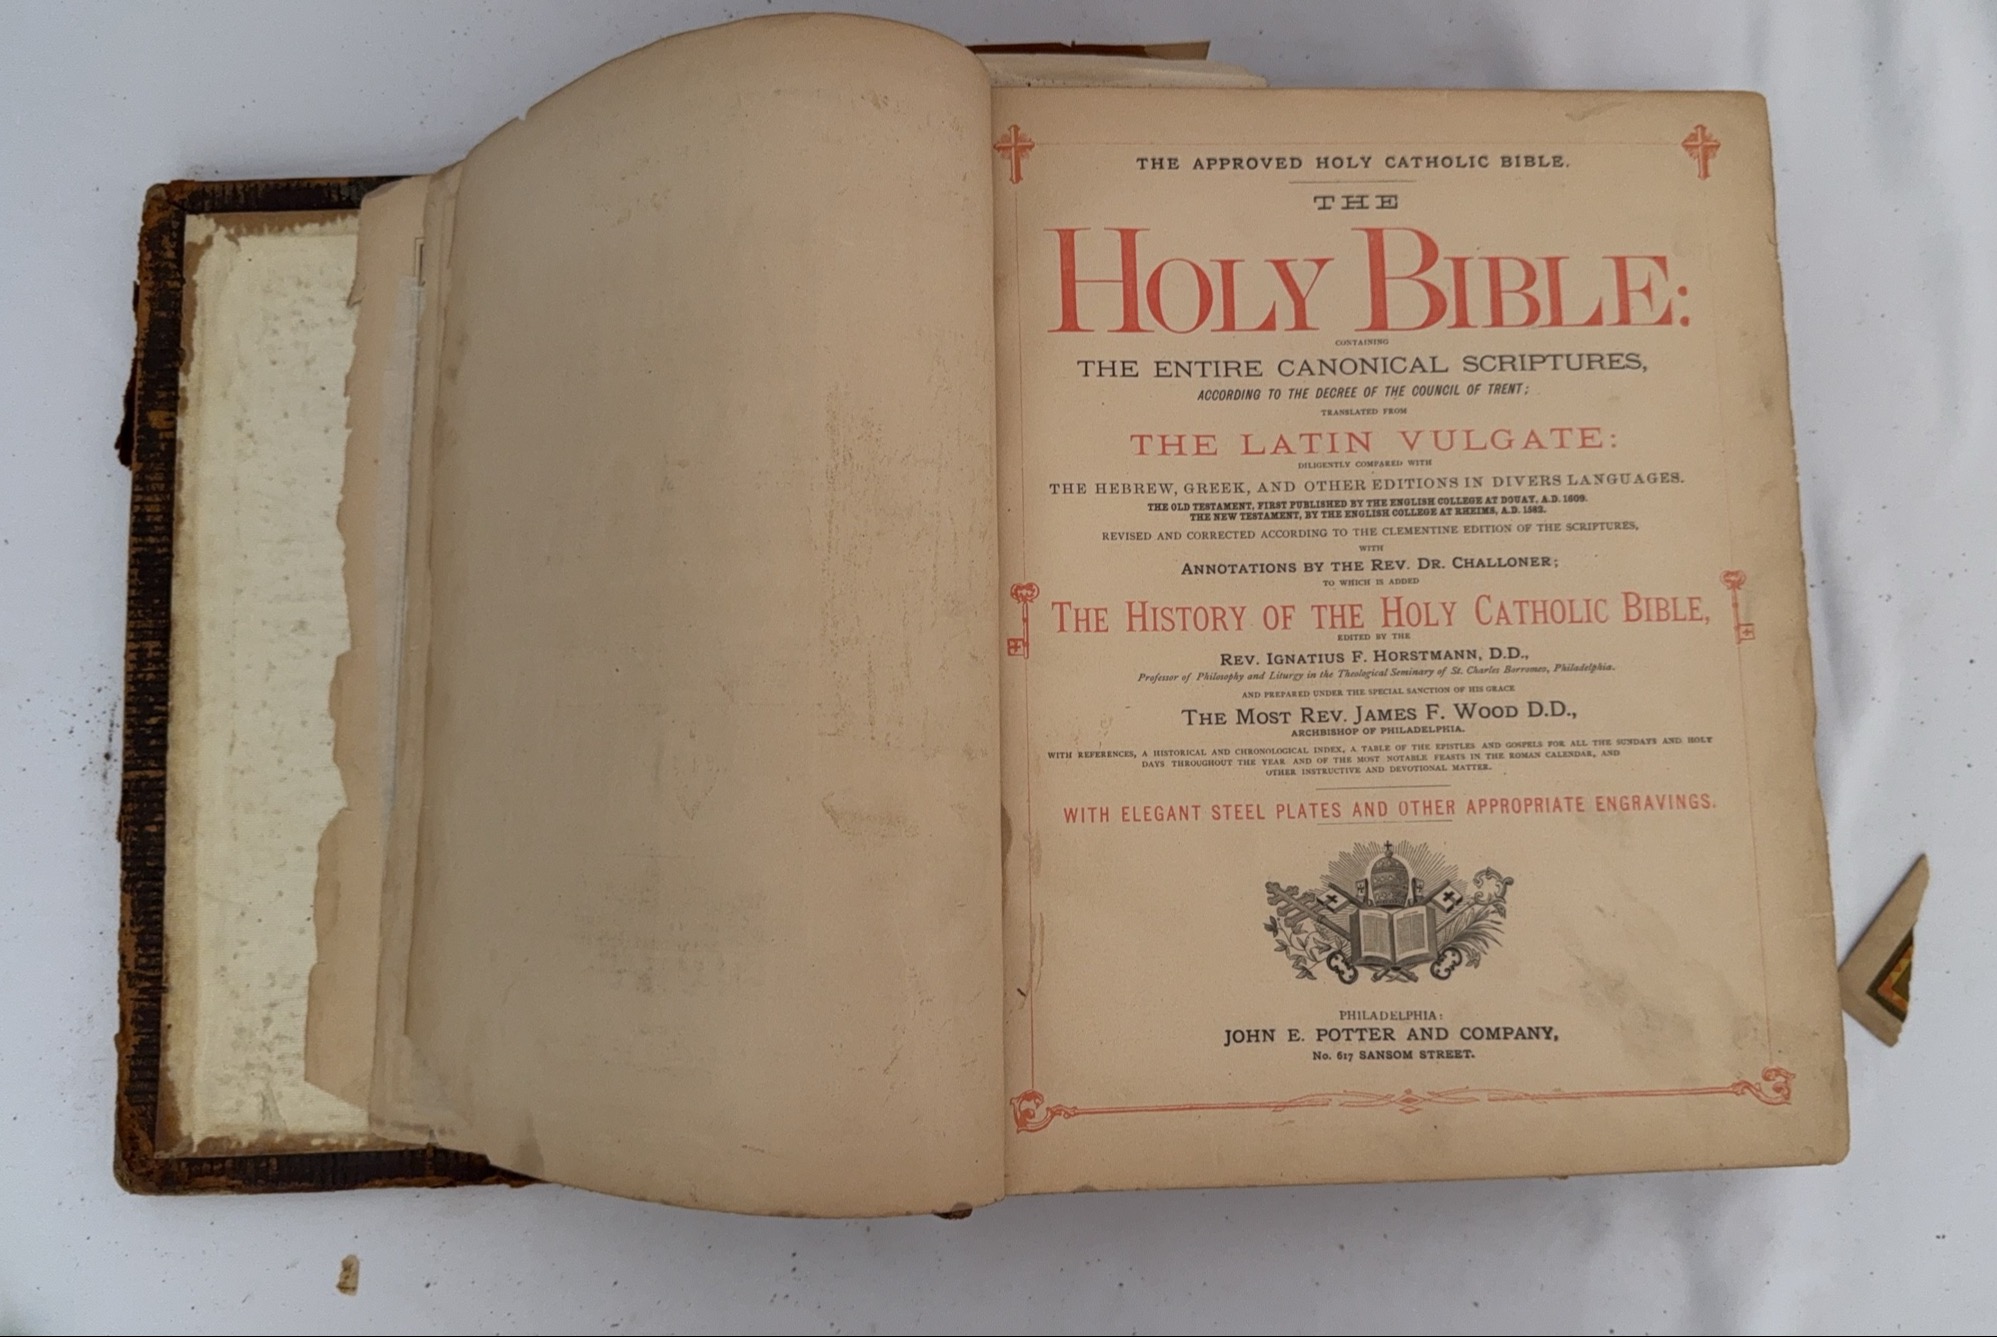 THE APPROVED HOLY CATHOLIC BIBLE.
THE
HOLY BIBLE:
CONTAINING
THE ENTIRE CANONICAL SCRIPTURES,
ACCORDING TO THE DECREE OF THE COUNCIL OF TRENT;
TRANSLATED FROM
THE LATIN VULGATE:
DILIGENTLY COMPARED WITH
THE HEBREW, GREEK, AND OTHER EDITIONS IN DIVERS LANGUAGES.
THE OLD TESTAMENT, FIRST PUBLISHED BY THE ENGLISH COLLEGE AT DOUAY, A.D. 1609.
THE NEW TESTAMENT, BY THE ENGLISH COLLEGE AT RHEIMS, A.D. 1582.
REVISED AND CORRECTED ACCORDING TO THE CLEMENTINE EDITION OF THE SCRIPTURES,
WITH
ANNOTATIONS BY THE REV. DR. CHALLONER;
TO WHICH IS ADDED
THE HISTORY OF THE HOLY CATHOLIC BIBLE,
EDITED BY THE
REV. IGNATIUS F. HORSTMANN, D.D.,
Professor of Philosophy and Liturgy in the Theological Seminary of St. Charles Borromeo, Philadelphia.
AND PREPARED UNDER THE SPECIAL SANCTION OF HIS GRACE
THE MOST REV. JAMES F. WOOD D.D.,
ARCHBISHOP OF PHILADELPHIA.
WITH REFERENCES, A HISTORICAL AND CHRONOLOGICAL INDEX, A TABLE OF THE EPISTLES AND GOSPELS FOR ALL THE SUNDAYS AND HOLY
DAYS THROUGHOUT THE YEAR AND OF THE MOST NOTABLE FEASTS IN THE ROMAN CALENDAR, AND
OTHER INSTRUCTIVE AND DEVOTIONAL MATTER.
WITH ELEGANT STEEL PLATES AND OTHER APPROPRIATE ENGRAVINGS.
PHILADELPHIA:
JOHN E. POTTER AND COMPANY,
No. 617 SANSOM STREET.